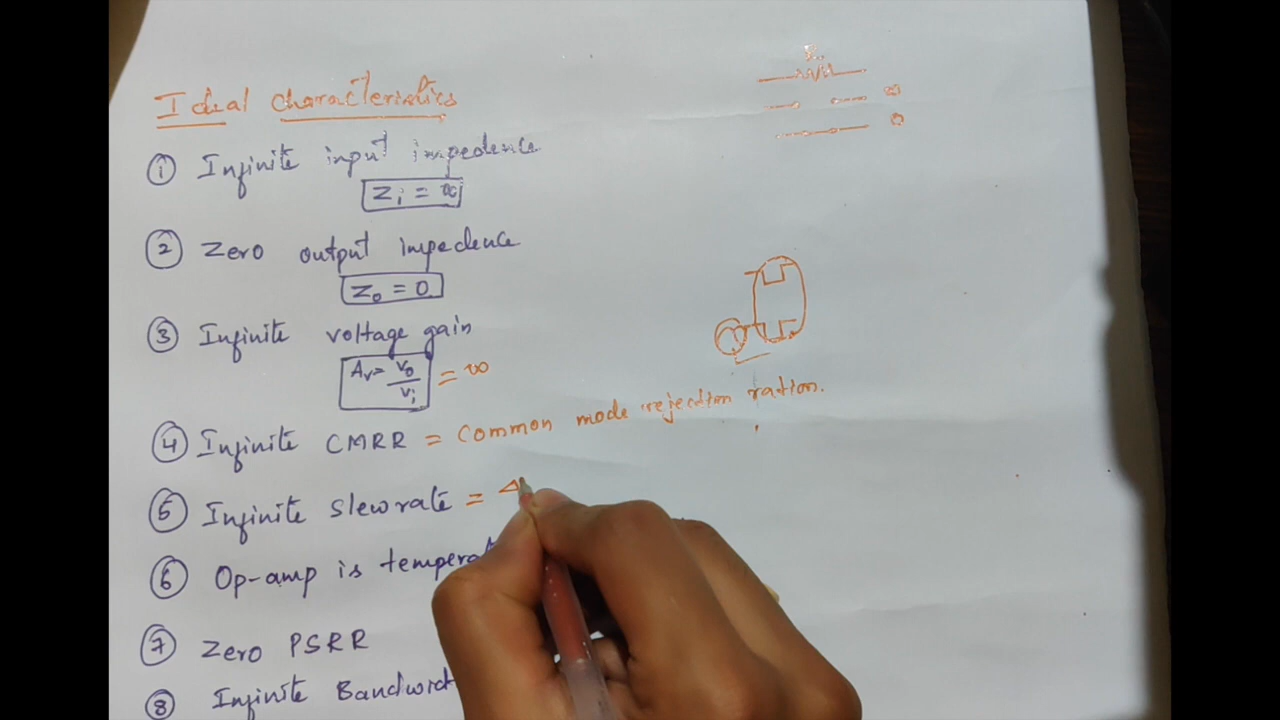 R.
∞
0
Ideal characteristics
① Infinite input impedence
Zi = ∞
② Zero output impedence
Zo = 0
③ Infinite voltage gain
Av = Vo/Vi = ∞
④ Infinite CMRR = Common mode rejection ration.
⑤ Infinite Slew rate = Δ
⑥ Op-amp is temperat
⑦ Zero PSRR
⑧ Infinite Bandwidt